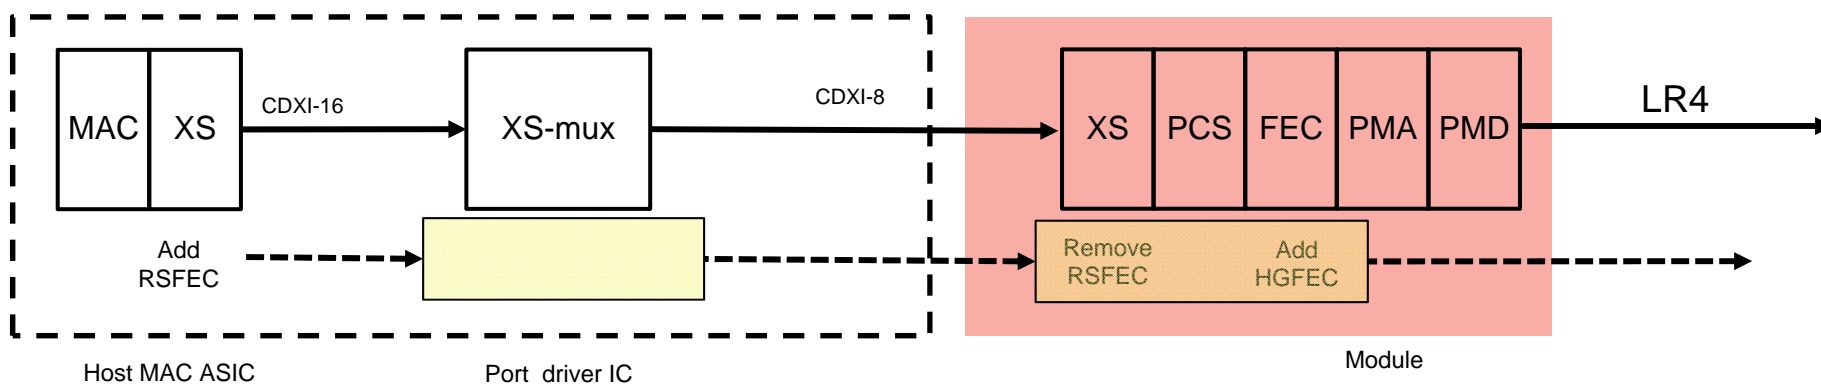 MAC
XS
CDXI-16
XS-mux
CDXI-8
XS
PCS
FEC
PMA
PMD
LR4
Add
RSFEC
Remove
RSFEC
Add
HGFEC
Host MAC ASIC
Port driver IC
Module